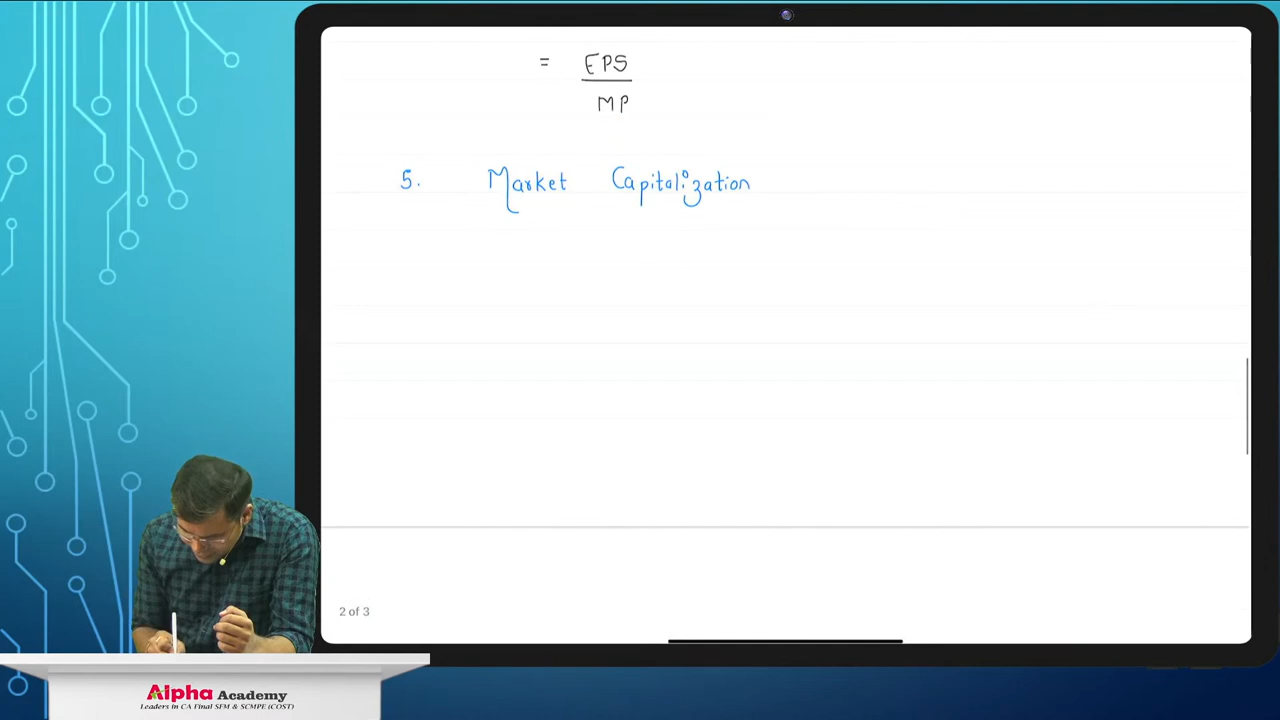 = EPS
MP
5. Market Capitalization
2 of 3
Alpha Academy
Leaders in CA Final SFM & SCMPE (COST)